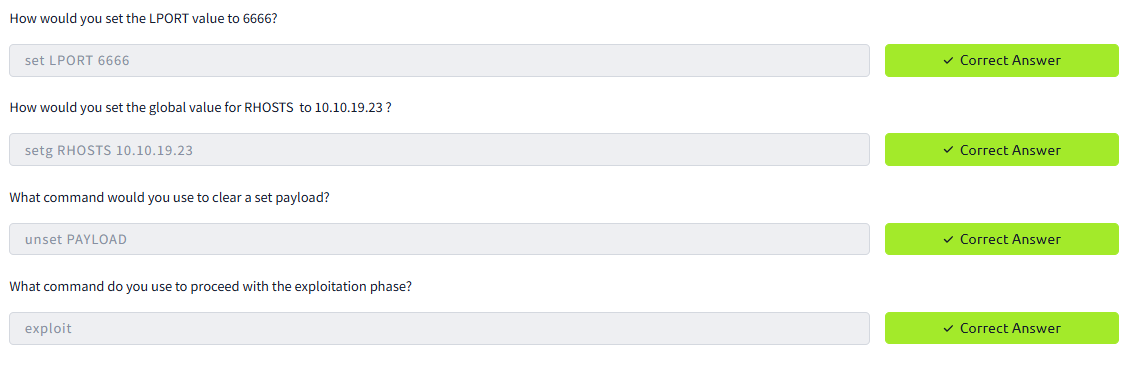 How would you set the LPORT value to 6666?
set LPORT 6666
✓ Correct Answer
How would you set the global value for RHOSTS to 10.10.19.23 ?
setg RHOSTS 10.10.19.23
✓ Correct Answer
What command would you use to clear a set payload?
unset PAYLOAD
✓ Correct Answer
What command do you use to proceed with the exploitation phase?
exploit
✓ Correct Answer